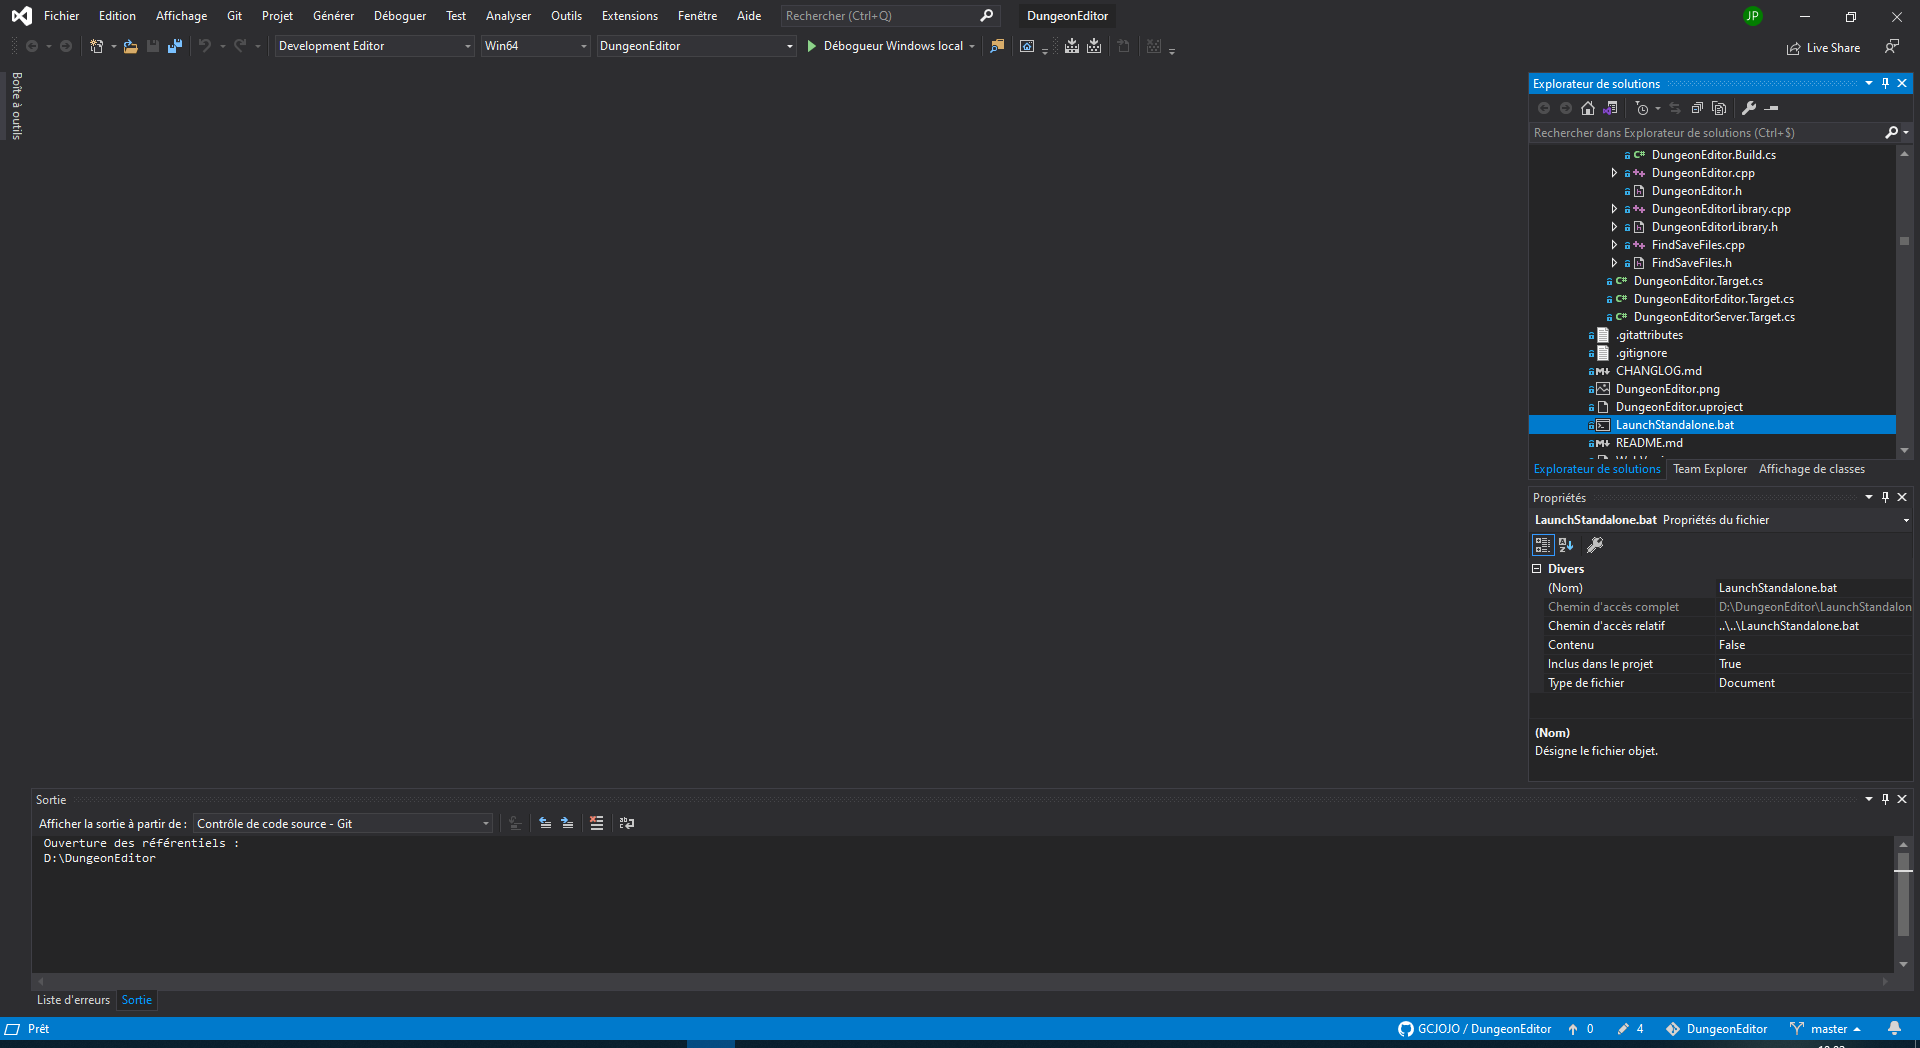 Fichier Edition Affichage Git Projet Générer Déboguer Test Analyser Outils Extensions Fenêtre Aide Rechercher (Ctrl+Q) DungeonEditor JP
Development Editor Win64 DungeonEditor Débogueur Windows local Live Share
Boîte à outils
Explorateur de solutions
Rechercher dans Explorateur de solutions (Ctrl+$)
DungeonEditor.Build.cs
DungeonEditor.cpp
DungeonEditor.h
DungeonEditorLibrary.cpp
DungeonEditorLibrary.h
FindSaveFiles.cpp
FindSaveFiles.h
DungeonEditor.Target.cs
DungeonEditorEditor.Target.cs
DungeonEditorServer.Target.cs
.gitattributes
.gitignore
CHANGLOG.md
DungeonEditor.png
DungeonEditor.uproject
LaunchStandalone.bat
README.md
Explorateur de solutions Team Explorer Affichage de classes
Propriétés
LaunchStandalone.bat Propriétés du fichier
Divers
(Nom) LaunchStandalone.bat
Chemin d'accès complet D:\DungeonEditor\LaunchStandalon
Chemin d'accès relatif ..\..\LaunchStandalone.bat
Contenu False
Inclus dans le projet True
Type de fichier Document
(Nom)
Désigne le fichier objet.
Sortie
Afficher la sortie à partir de : Contrôle de code source - Git
Ouverture des référentiels :
D:\DungeonEditor
Liste d'erreurs Sortie
Prêt GCJOJO / DungeonEditor 0 4 DungeonEditor master